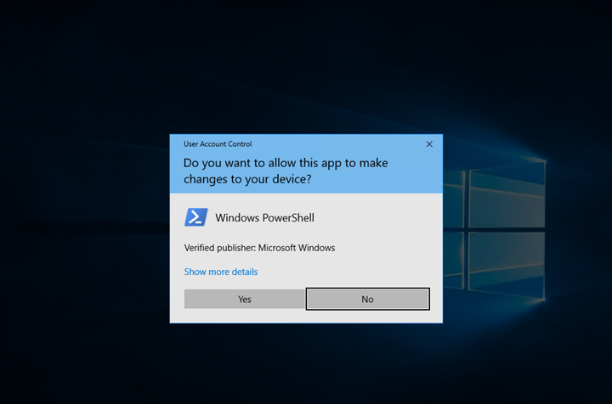 User Account Control
Do you want to allow this app to make
changes to your device?
Windows PowerShell
Verified publisher: Microsoft Windows
Show more details
Yes
No